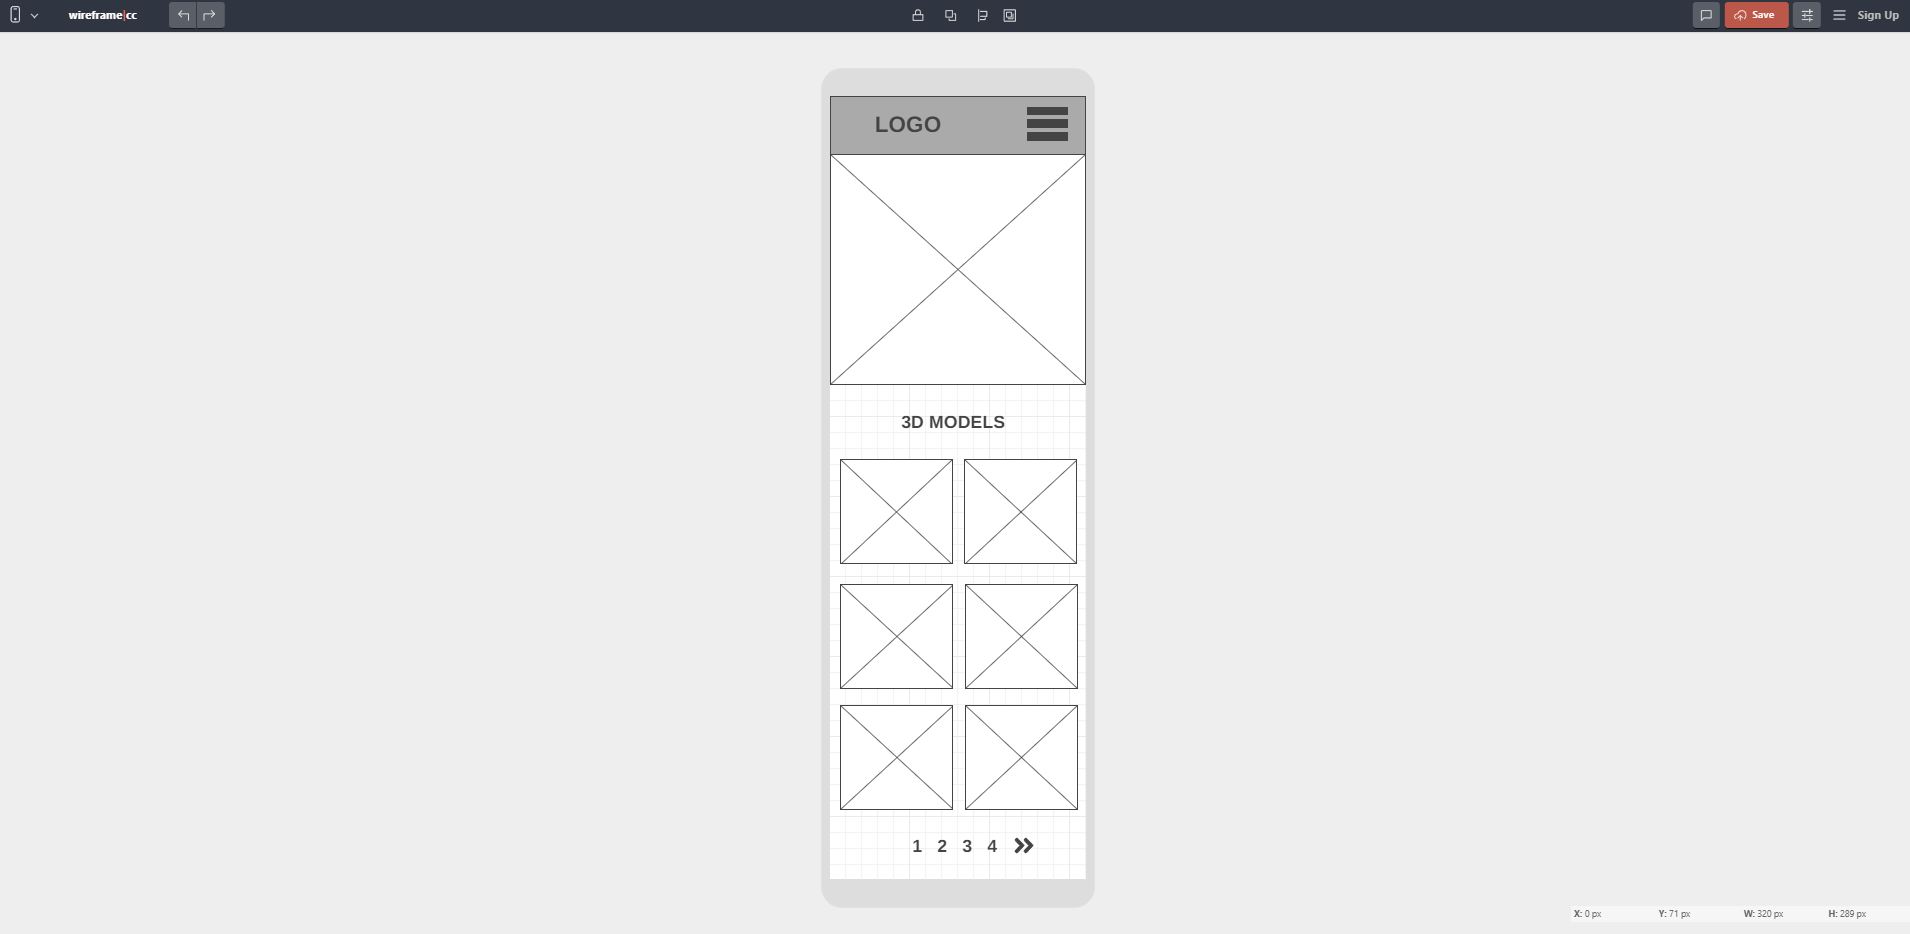 wireframe|cc
Save
Sign Up
LOGO
3D MODELS
1 2 3 4
X: 0 px Y: 71 px W: 320 px H: 289 px